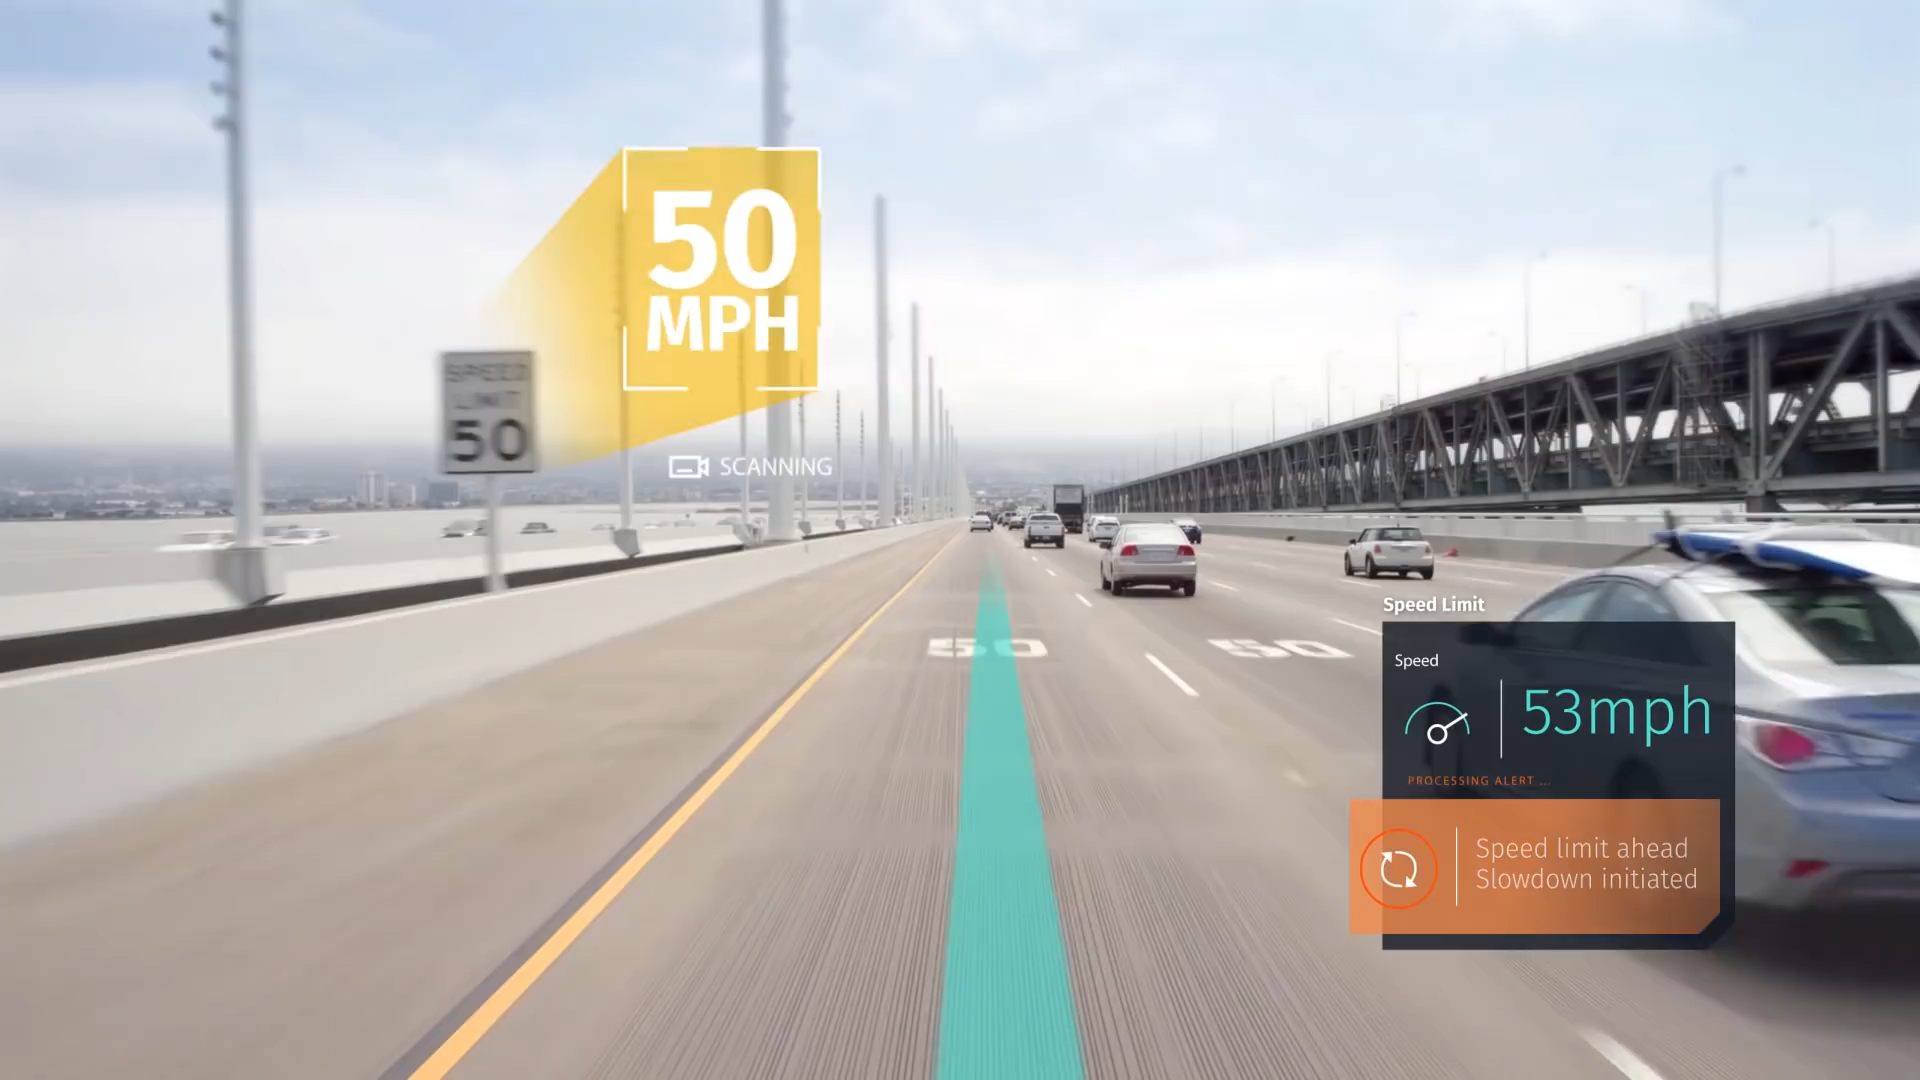 50
MPH
SPEED
LIMIT
50
SCANNING
50
50
Speed Limit
Speed
53mph
PROCESSING ALERT ...
Speed limit ahead
Slowdown initiated